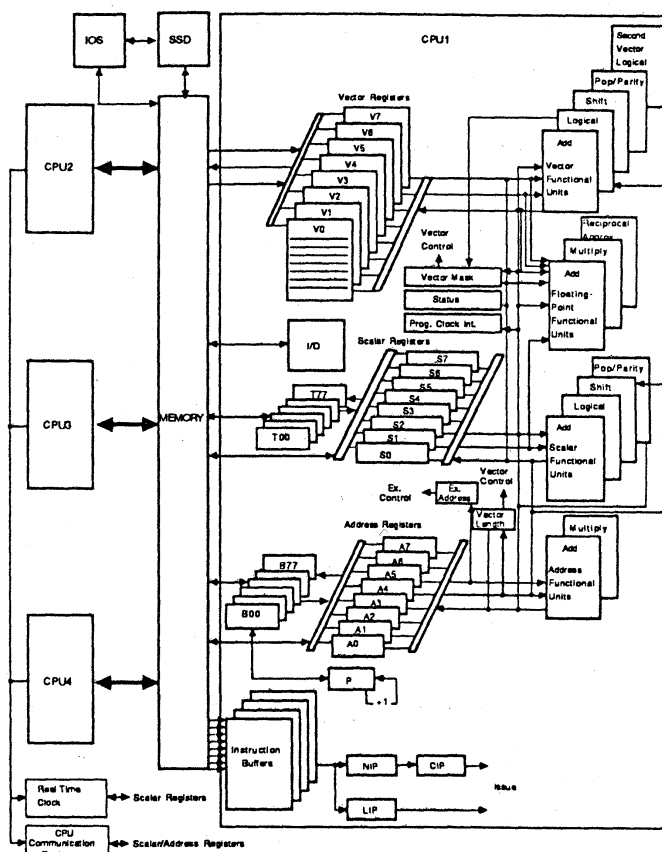 IOS
SSD
CPU1
Second
Vector
Logical
Pop/Parity
Shift
Logical
Add
Vector
Functional
Units
Vector Registers
V7
V6
V5
V4
V3
V2
V1
V0
CPU2
Vector
Control
Vector Mask
Status
Prog. Clock Int.
Reciprocal
Multiply
Add
Floating-
Point
Functional
Units
I/O
Scalar Registers
S7
S6
S5
S4
S3
S2
S1
S0
T77
T00
MEMORY
CPU3
Pop/Parity
Shift
Logical
Add
Scalar
Functional
Units
Vector
Control
Ex.
Control
Ex.
Address
Vector
Length
Address Registers
A7
A6
A5
A4
A3
A2
A1
A0
B77
B00
Multiply
Add
Address
Functional
Units
P
+1
CPU4
Instruction
Buffers
NIP
CIP
LIP
Issue
Real Time
Clock
Scalar Registers
CPU
Communication
Scalar/Address Registers